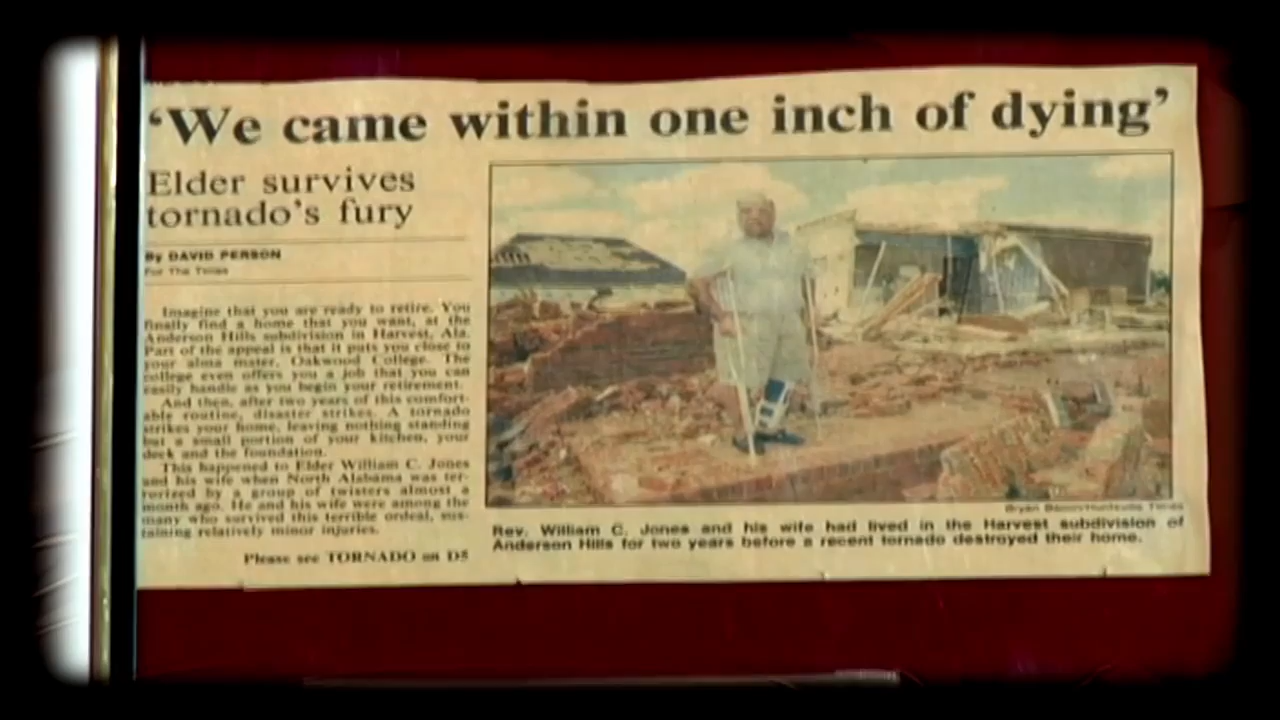 ‘We came within one inch of dying’
Elder survives
tornado’s fury
By DAVID PERSON
For The Times
Imagine that you are ready to retire. You
finally find a home that you want, at the
Anderson Hills subdivision in Harvest, Ala.
Part of the appeal is that it puts you close to
your alma mater, Oakwood College. The
college even offers you a job that you can
easily handle as you begin your retirement.
And then, after two years of this comfort-
able routine, disaster strikes. A tornado
strikes your home, leaving nothing standing
but a small portion of your kitchen, your
deck and the foundation.
This happened to Elder William C. Jones
and his wife when North Alabama was ter-
rorized by a group of twisters almost a
month ago. He and his wife were among the
many who survived this terrible ordeal, sus-
taining relatively minor injuries.
Please see TORNADO on D5
Bryan Times
Rev. William C. Jones and his wife had lived in the Harvest subdivision of
Anderson Hills for two years before a recent tornado destroyed their home.